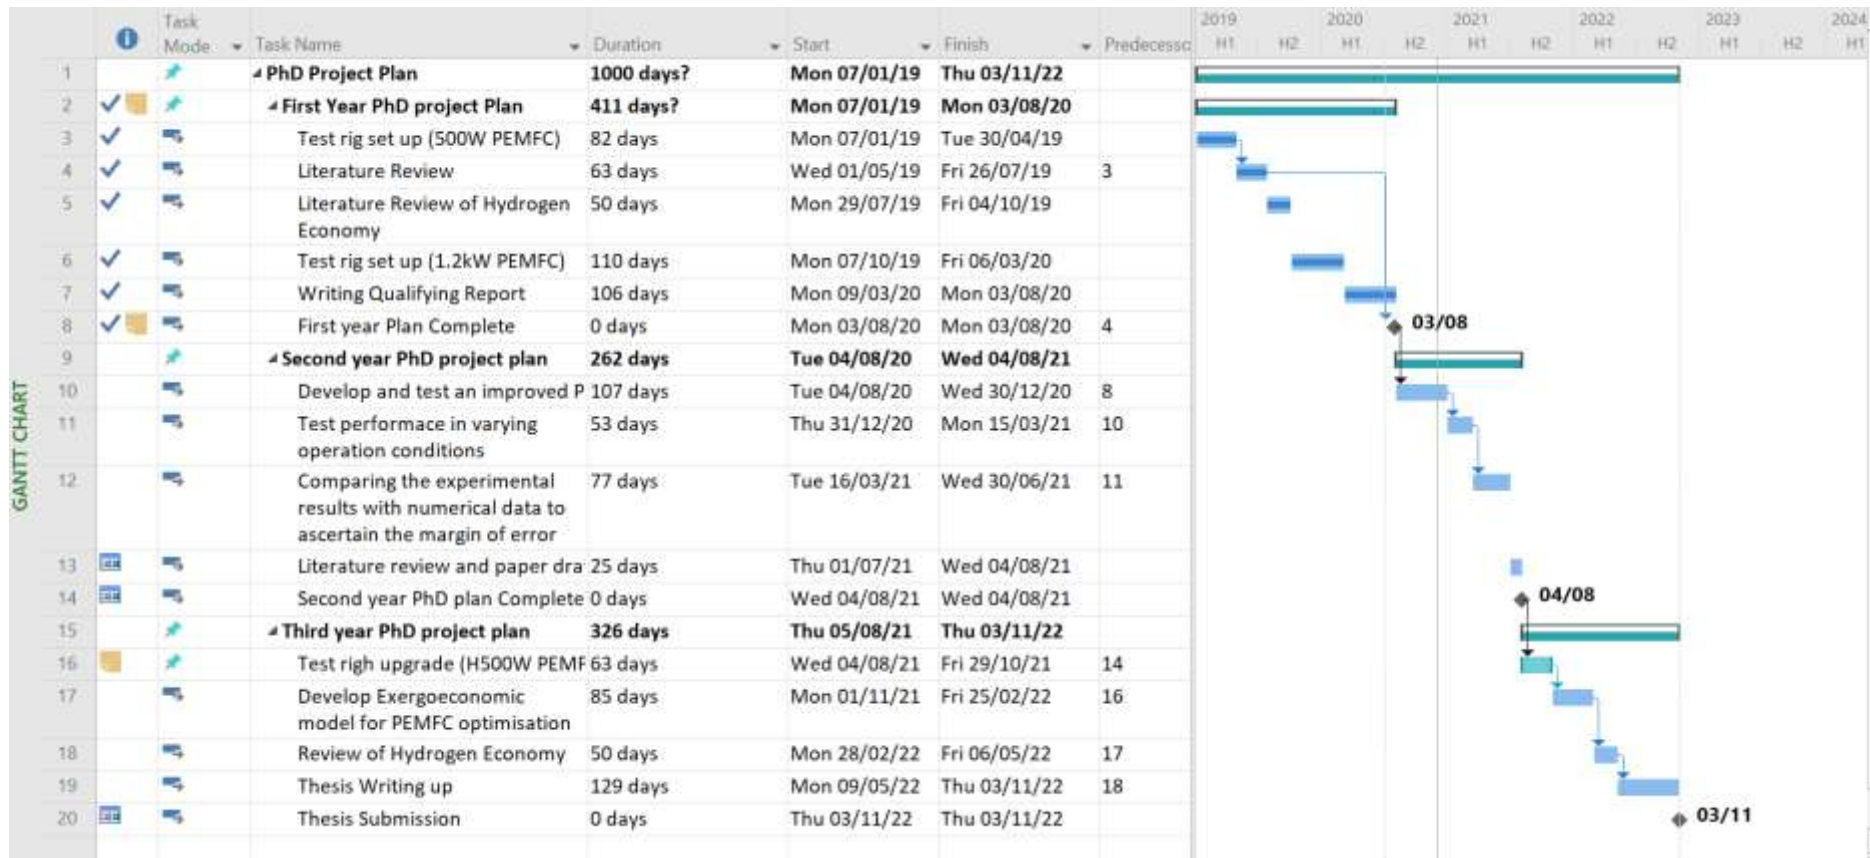 2019 2020 2021 2022 2023 2024
Task
Mode Task Name Duration Start Finish Predecesso H1 H2 H1 H2 H1 H2 H1 H2 H1 H2 H1
1 PhD Project Plan 1000 days? Mon 07/01/19 Thu 03/11/22
2 First Year PhD project Plan 411 days? Mon 07/01/19 Mon 03/08/20
3 Test rig set up (500W PEMFC) 82 days Mon 07/01/19 Tue 30/04/19
4 Literature Review 63 days Wed 01/05/19 Fri 26/07/19 3
5 Literature Review of Hydrogen 50 days Mon 29/07/19 Fri 04/10/19
Economy
6 Test rig set up (1.2kW PEMFC) 110 days Mon 07/10/19 Fri 06/03/20
7 Writing Qualifying Report 106 days Mon 09/03/20 Mon 03/08/20
8 First year Plan Complete 0 days Mon 03/08/20 Mon 03/08/20 4 03/08
9 Second year PhD project plan 262 days Tue 04/08/20 Wed 04/08/21
10 Develop and test an improved P 107 days Tue 04/08/20 Wed 30/12/20 8
11 Test performace in varying 53 days Thu 31/12/20 Mon 15/03/21 10
operation conditions
12 Comparing the experimental 77 days Tue 16/03/21 Wed 30/06/21 11
results with numerical data to
ascertain the margin of error
13 Literature review and paper dra 25 days Thu 01/07/21 Wed 04/08/21
14 Second year PhD plan Complete 0 days Wed 04/08/21 Wed 04/08/21 04/08
15 Third year PhD project plan 326 days Thu 05/08/21 Thu 03/11/22
16 Test righ upgrade (H500W PEMF 63 days Wed 04/08/21 Fri 29/10/21 14
17 Develop Exergoeconomic 85 days Mon 01/11/21 Fri 25/02/22 16
model for PEMFC optimisation
18 Review of Hydrogen Economy 50 days Mon 28/02/22 Fri 06/05/22 17
19 Thesis Writing up 129 days Mon 09/05/22 Thu 03/11/22 18
20 Thesis Submission 0 days Thu 03/11/22 Thu 03/11/22 03/11
GANTT CHART